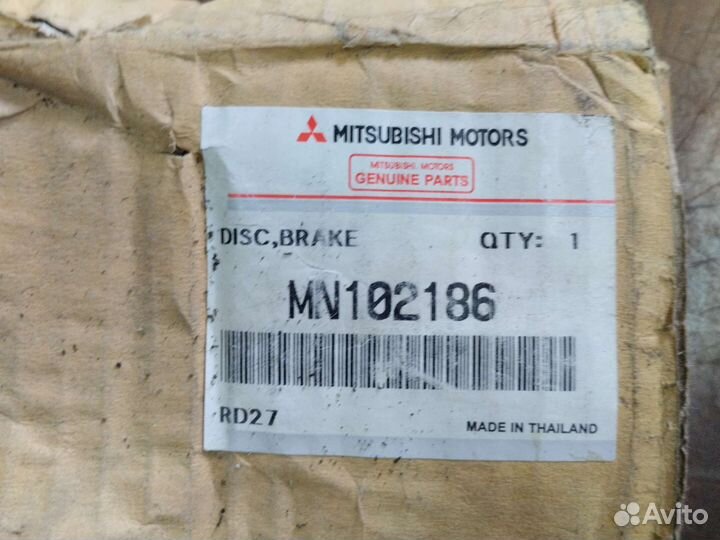 MITSUBISHI MOTORS
MITSUBISHI MOTORS
GENUINE PARTS
DISC,BRAKE QTY: 1
MN102186
RD27 MADE IN THAILAND
Avito